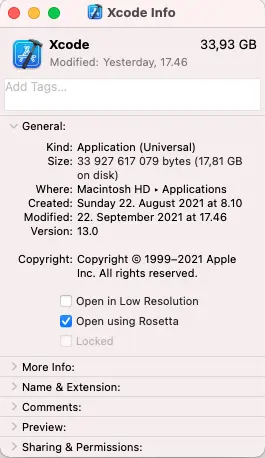 Xcode Info
Xcode 33,93 GB
Modified: Yesterday, 17.46
Add Tags...
General:
Kind: Application (Universal)
Size: 33 927 617 079 bytes (17,81 GB
on disk)
Where: Macintosh HD ▸ Applications
Created: Sunday 22. August 2021 at 8.10
Modified: 22. September 2021 at 17.46
Version: 13.0
Copyright: Copyright © 1999–2021 Apple
Inc. All rights reserved.
Open in Low Resolution
Open using Rosetta
Locked
More Info:
Name & Extension:
Comments:
Preview:
Sharing & Permissions: